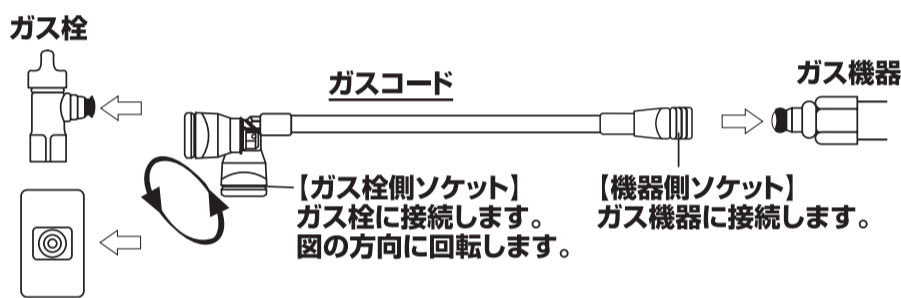 ガス栓
ガスコード
ガス機器
【ガス栓側ソケット】
ガス栓に接続します。
図の方向に回転します。
【機器側ソケット】
ガス機器に接続します。